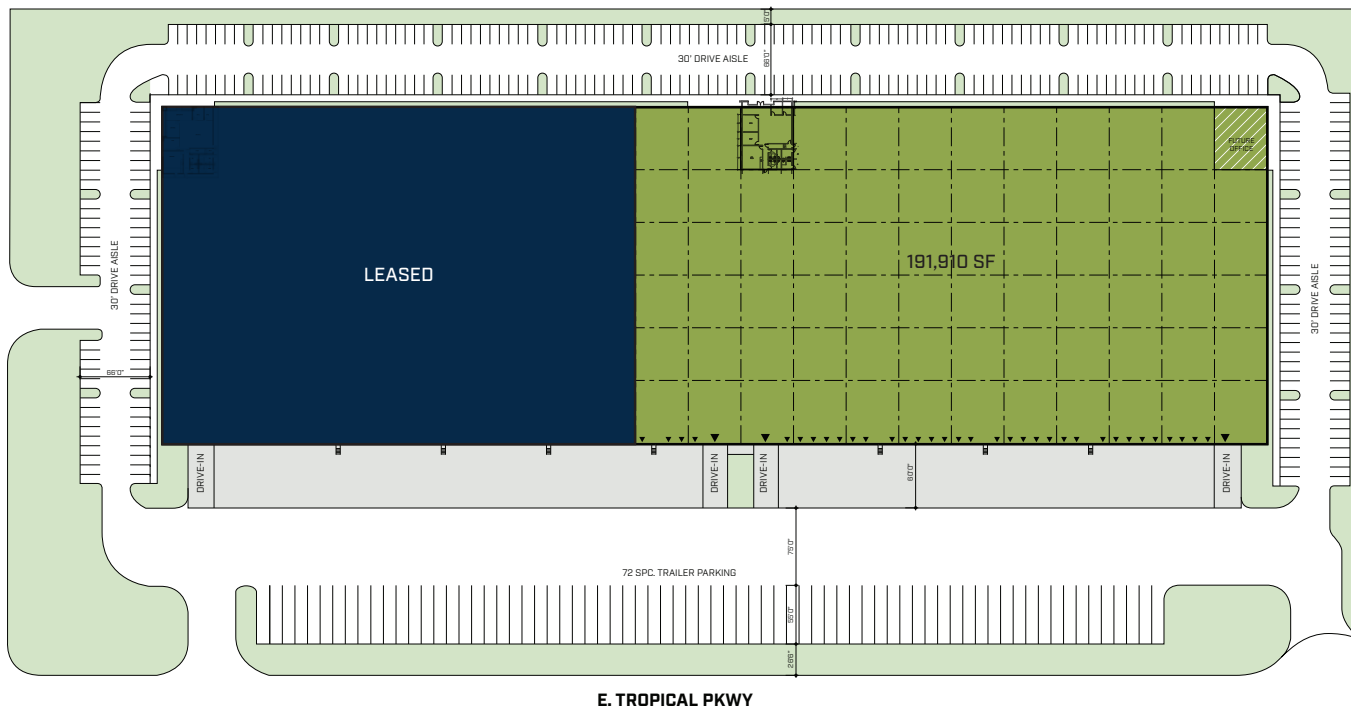 15'0"
66'0"
30' DRIVE AISLE
FUTURE
OFFICE
30' DRIVE AISLE
LEASED
191,910 SF
30' DRIVE AISLE
66'0"
DRIVE-IN
DRIVE-IN
DRIVE-IN
60'0"
DRIVE-IN
75'0"
72 SPC. TRAILER PARKING
55'0"
E. TROPICAL PKWY